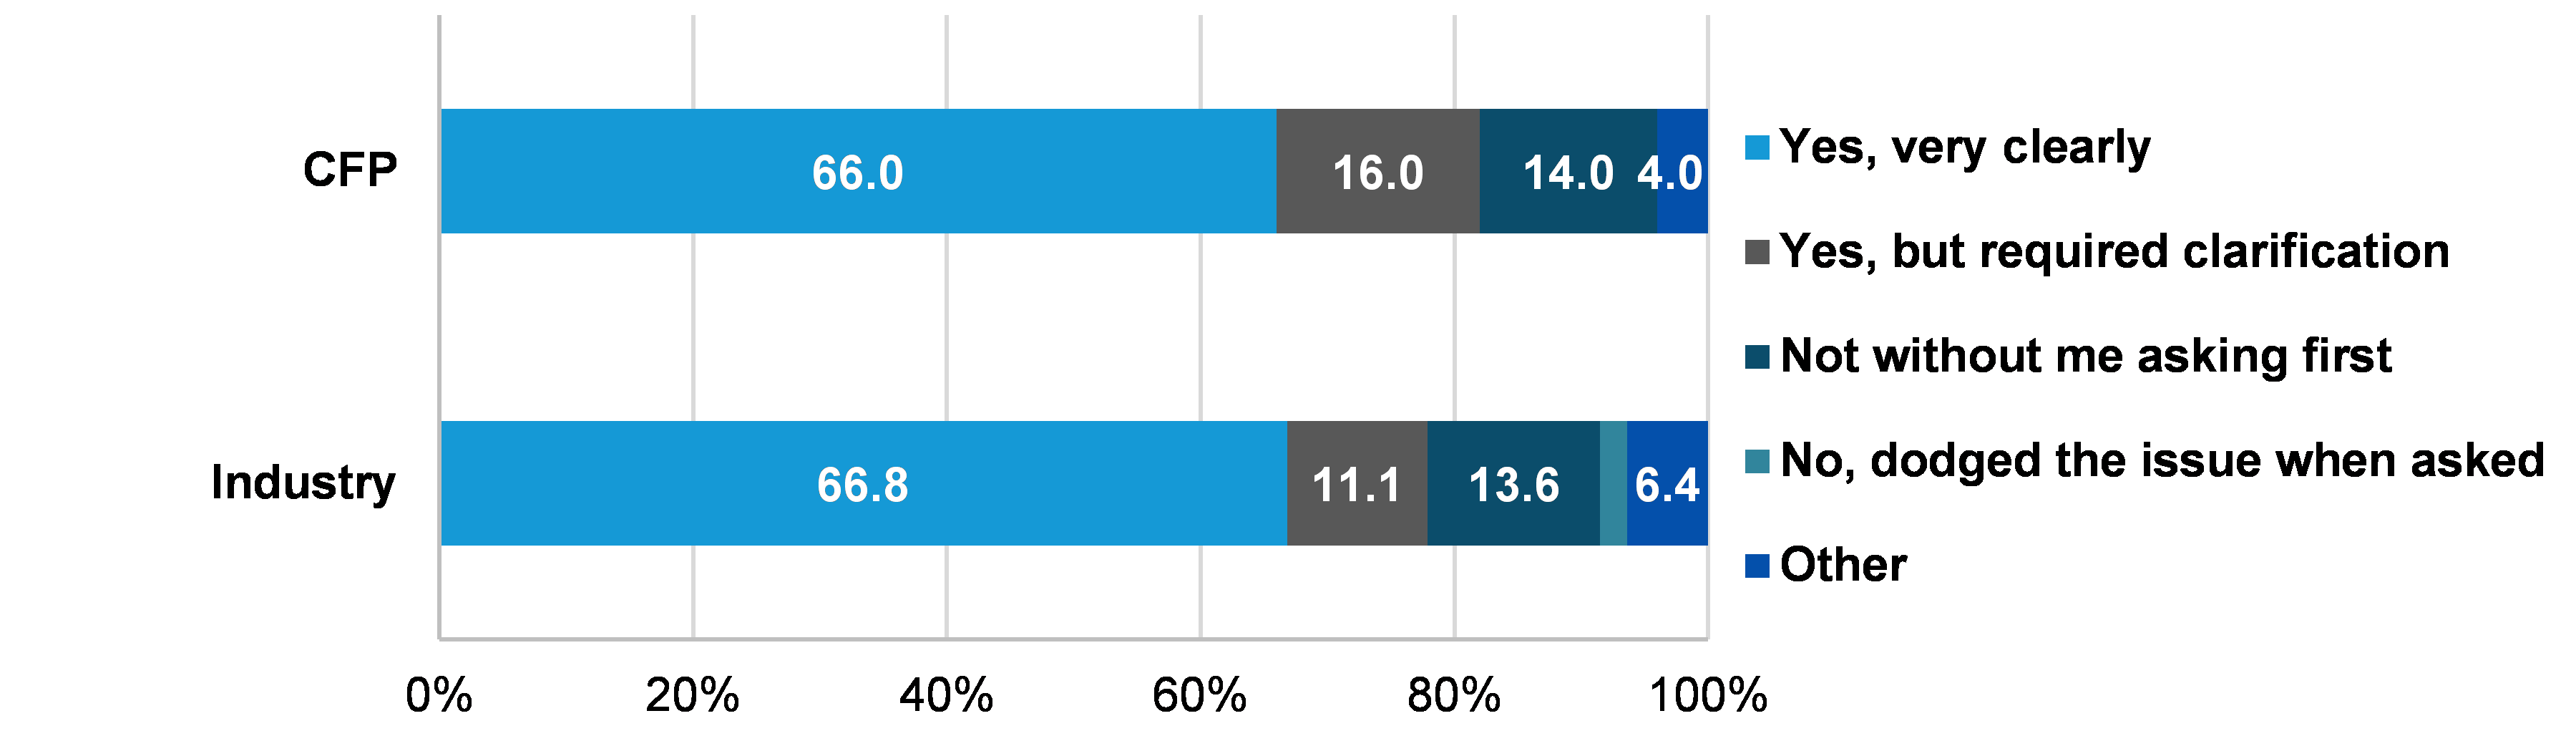 CFP
66.0 16.0 14.0 4.0
Industry
66.8 11.1 13.6 6.4
0% 20% 40% 60% 80% 100%
Yes, very clearly
Yes, but required clarification
Not without me asking first
No, dodged the issue when asked
Other